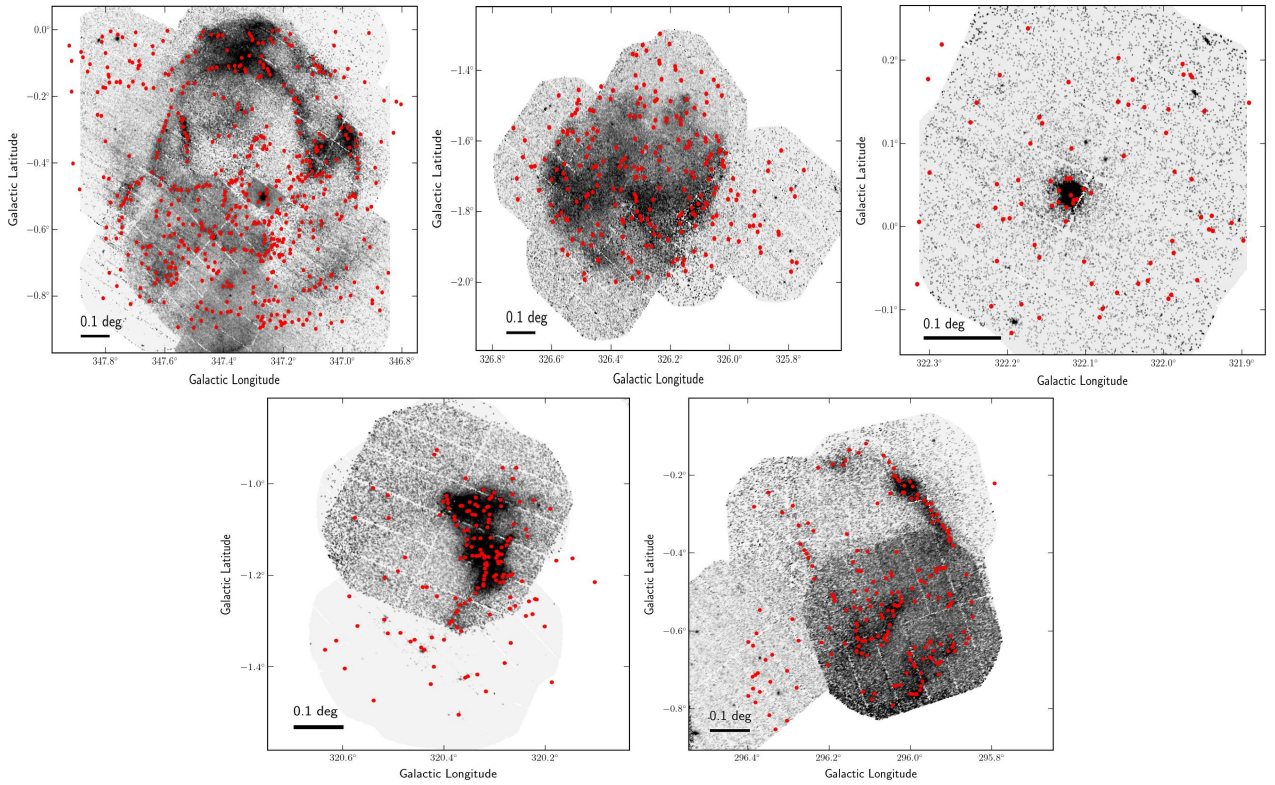 0.0°
−0.2°
−0.4°
−0.6°
−0.8°
Galactic Latitude
0.1 deg
347.8° 347.6° 347.4° 347.2° 347.0° 346.8°
Galactic Longitude
−1.4°
−1.6°
−1.8°
−2.0°
Galactic Latitude
0.1 deg
326.8° 326.6° 326.4° 326.2° 326.0° 325.8°
Galactic Longitude
0.2°
0.1°
0.0°
−0.1°
Galactic Latitude
0.1 deg
322.3° 322.2° 322.1° 322.0° 321.9°
Galactic Longitude
−1.0°
−1.2°
−1.4°
Galactic Latitude
0.1 deg
320.6° 320.4° 320.2°
Galactic Longitude
−0.2°
−0.4°
−0.6°
−0.8°
Galactic Latitude
0.1 deg
296.4° 296.2° 296.0° 295.8°
Galactic Longitude